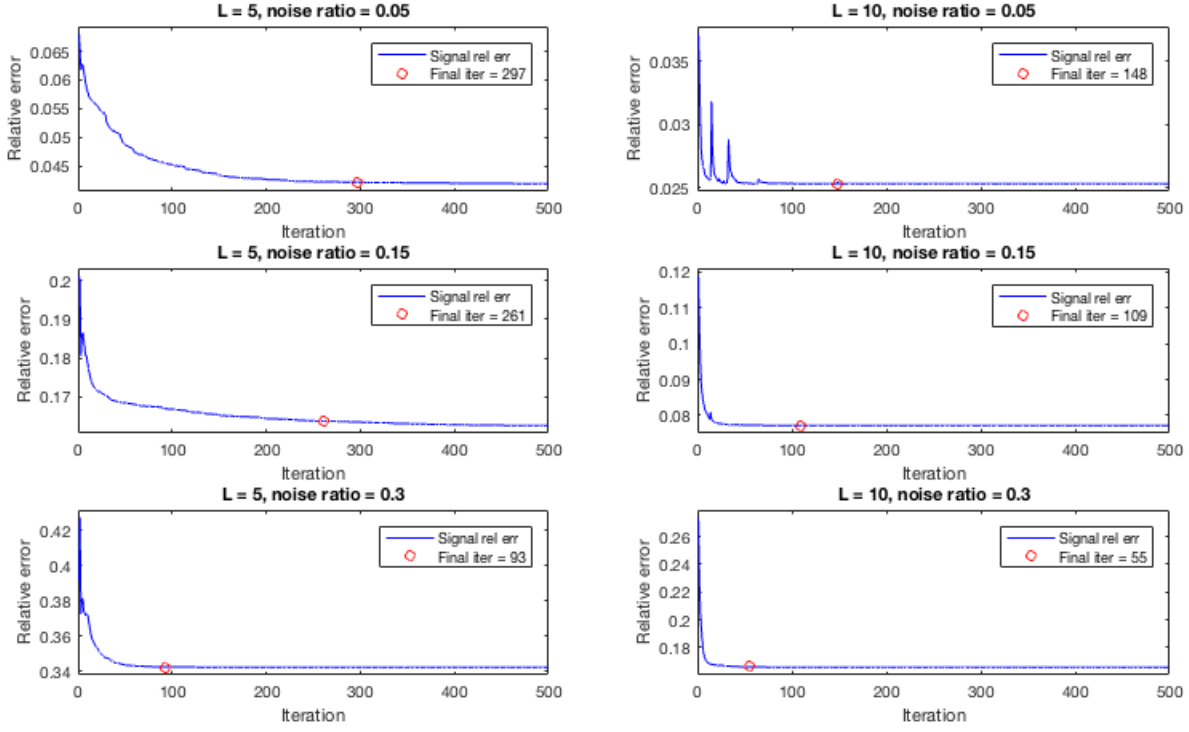 L = 5, noise ratio = 0.05
Relative error
0.065
0.06
0.055
0.05
0.045
Signal rel err
Final iter = 297
0 100 200 300 400 500
Iteration
L = 10, noise ratio = 0.05
Relative error
0.035
0.03
0.025
Signal rel err
Final iter = 148
0 100 200 300 400 500
Iteration
L = 5, noise ratio = 0.15
Relative error
0.2
0.19
0.18
0.17
Signal rel err
Final iter = 261
0 100 200 300 400 500
Iteration
L = 10, noise ratio = 0.15
Relative error
0.12
0.11
0.1
0.09
0.08
Signal rel err
Final iter = 109
0 100 200 300 400 500
Iteration
L = 5, noise ratio = 0.3
Relative error
0.42
0.4
0.38
0.36
0.34
Signal rel err
Final iter = 93
0 100 200 300 400 500
Iteration
L = 10, noise ratio = 0.3
Relative error
0.26
0.24
0.22
0.2
0.18
Signal rel err
Final iter = 55
0 100 200 300 400 500
Iteration